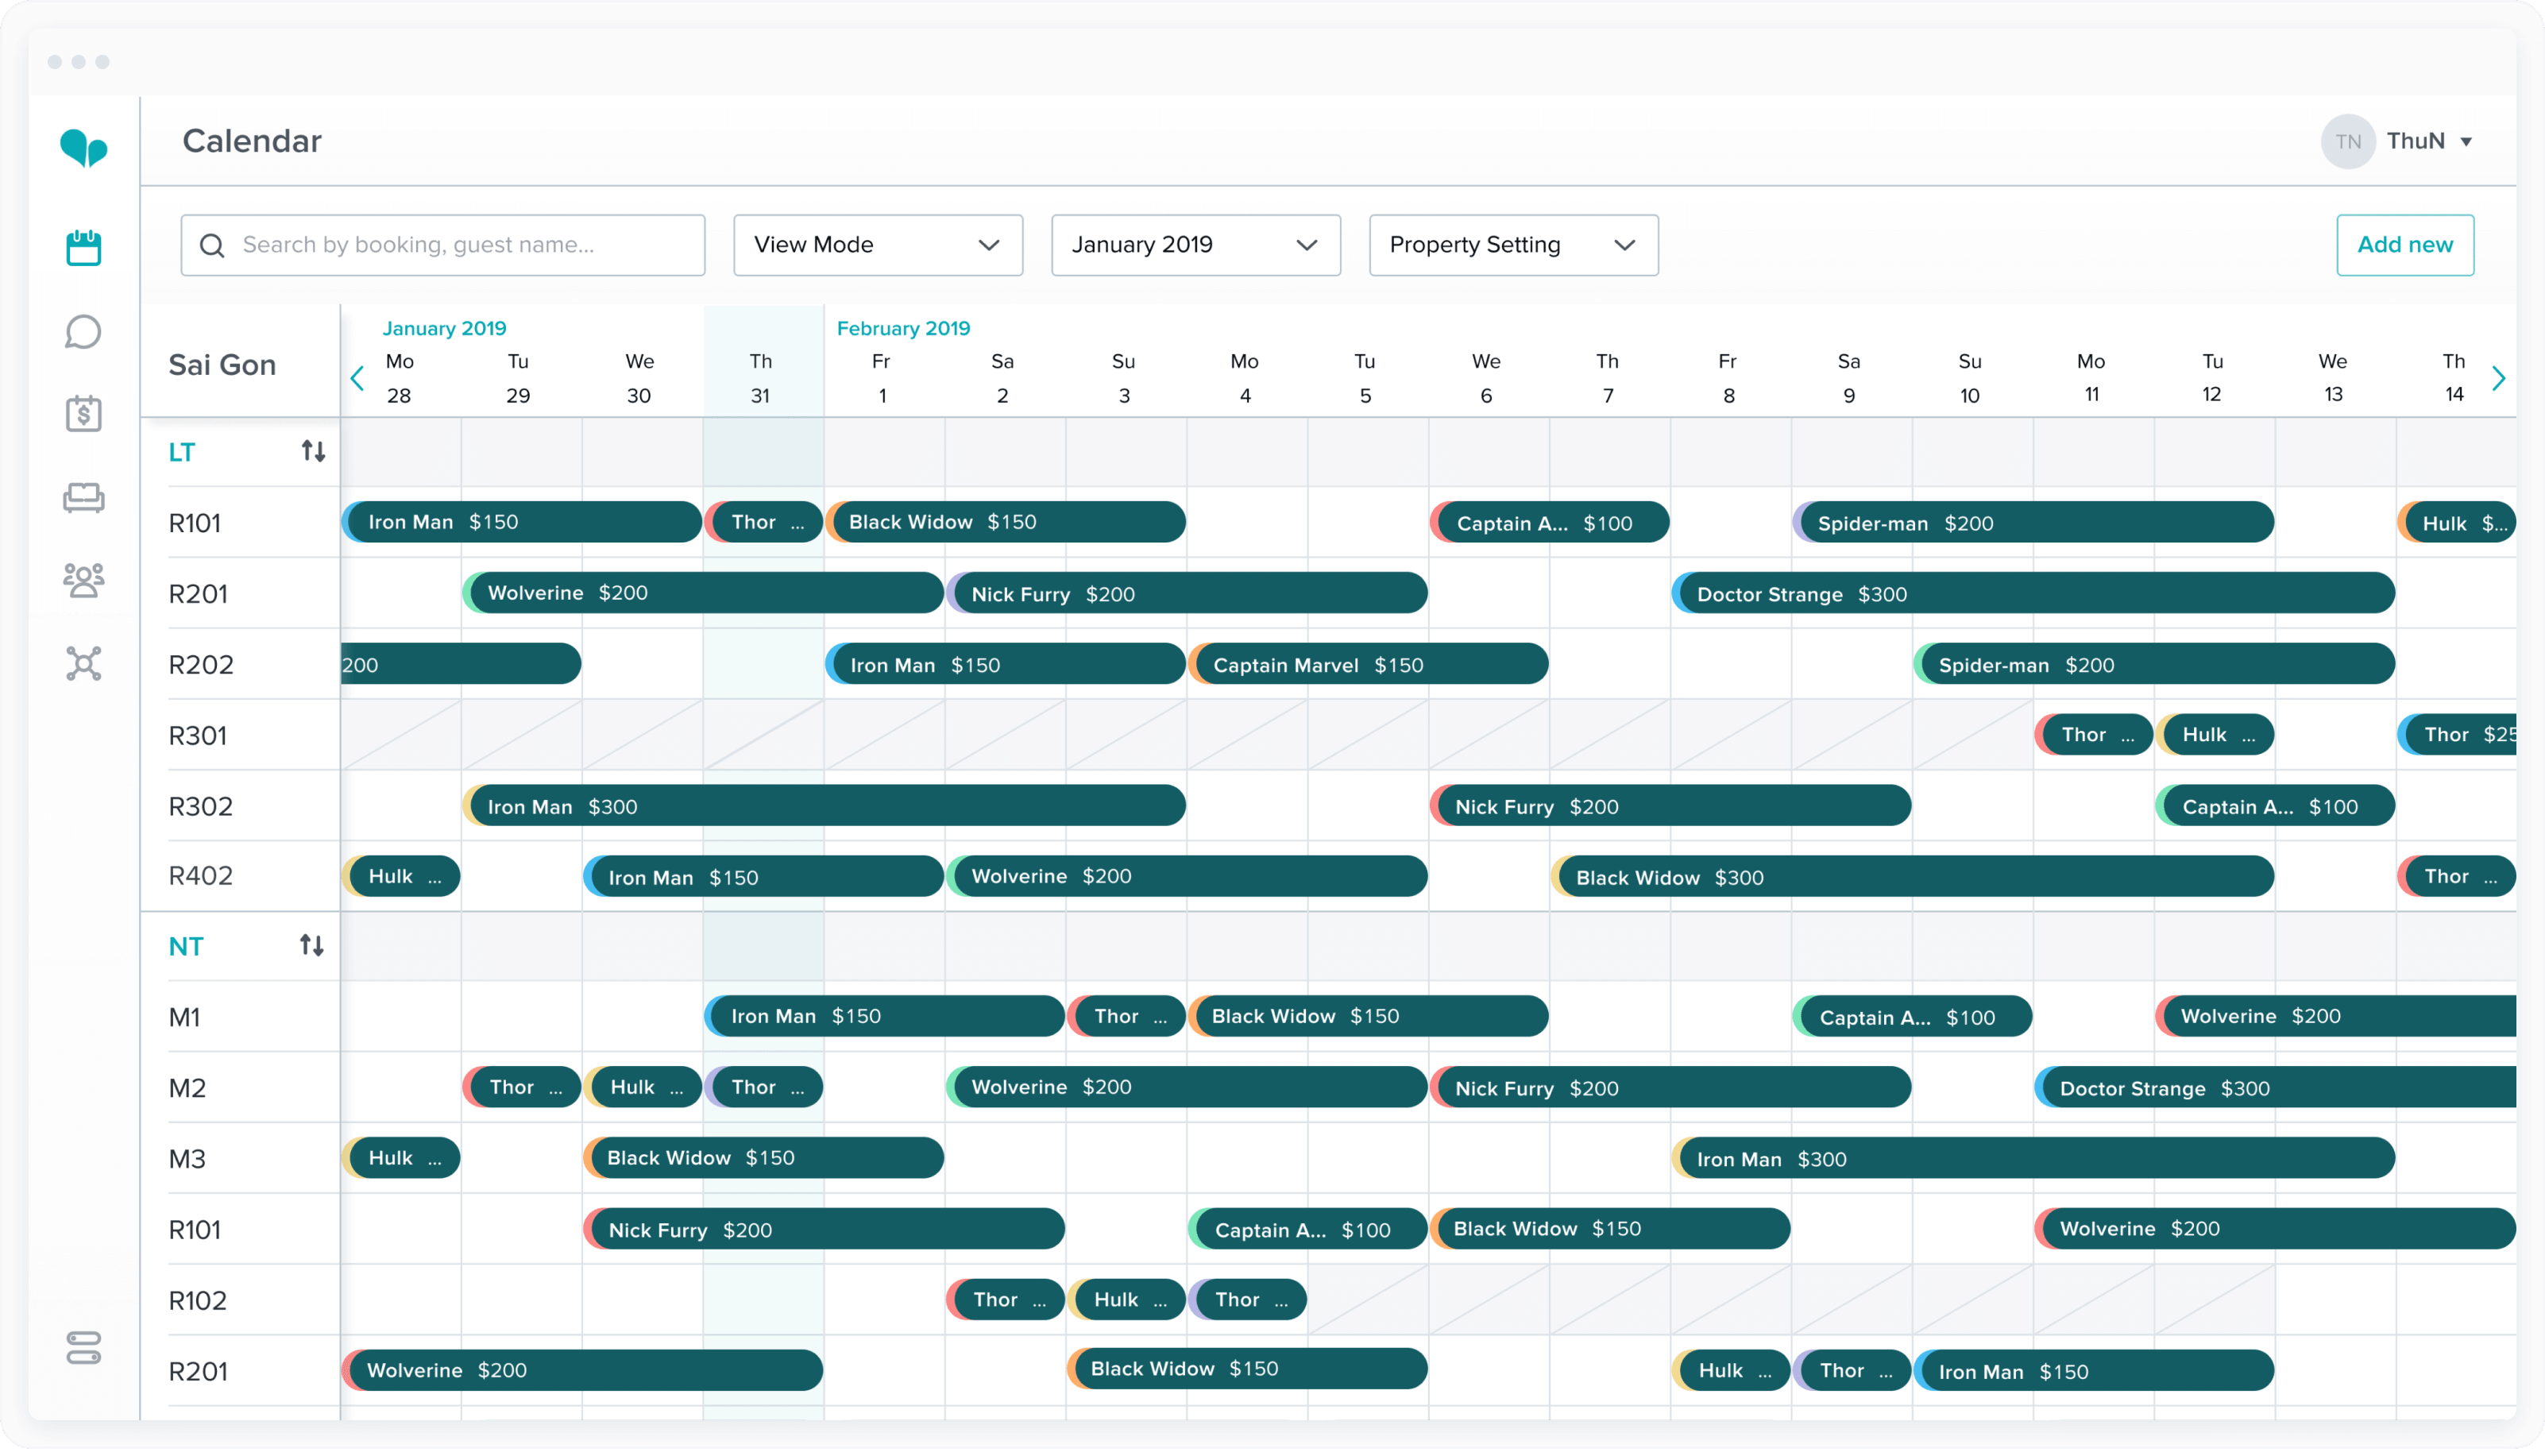 Calendar
TN ThuN
Search by booking, guest name...
View Mode
January 2019
Property Setting
Add new
Sai Gon
January 2019 February 2019
Mo Tu We Th Fr Sa Su Mo Tu We Th Fr Sa Su Mo Tu We Th
28 29 30 31 1 2 3 4 5 6 7 8 9 10 11 12 13 14
LT
R101 Iron Man $150 Thor ... Black Widow $150 Captain A... $100 Spider-man $200 Hulk $...
R201 Wolverine $200 Nick Furry $200 Doctor Strange $300
R202 200 Iron Man $150 Captain Marvel $150 Spider-man $200
R301 Thor ... Hulk ... Thor $25
R302 Iron Man $300 Nick Furry $200 Captain A... $100
R402 Hulk ... Iron Man $150 Wolverine $200 Black Widow $300 Thor ...
NT
M1 Iron Man $150 Thor ... Black Widow $150 Captain A... $100 Wolverine $200
M2 Thor ... Hulk ... Thor ... Wolverine $200 Nick Furry $200 Doctor Strange $300
M3 Hulk ... Black Widow $150 Iron Man $300
R101 Nick Furry $200 Captain A... $100 Black Widow $150 Wolverine $200
R102 Thor ... Hulk ... Thor ...
R201 Wolverine $200 Black Widow $150 Hulk ... Thor ... Iron Man $150